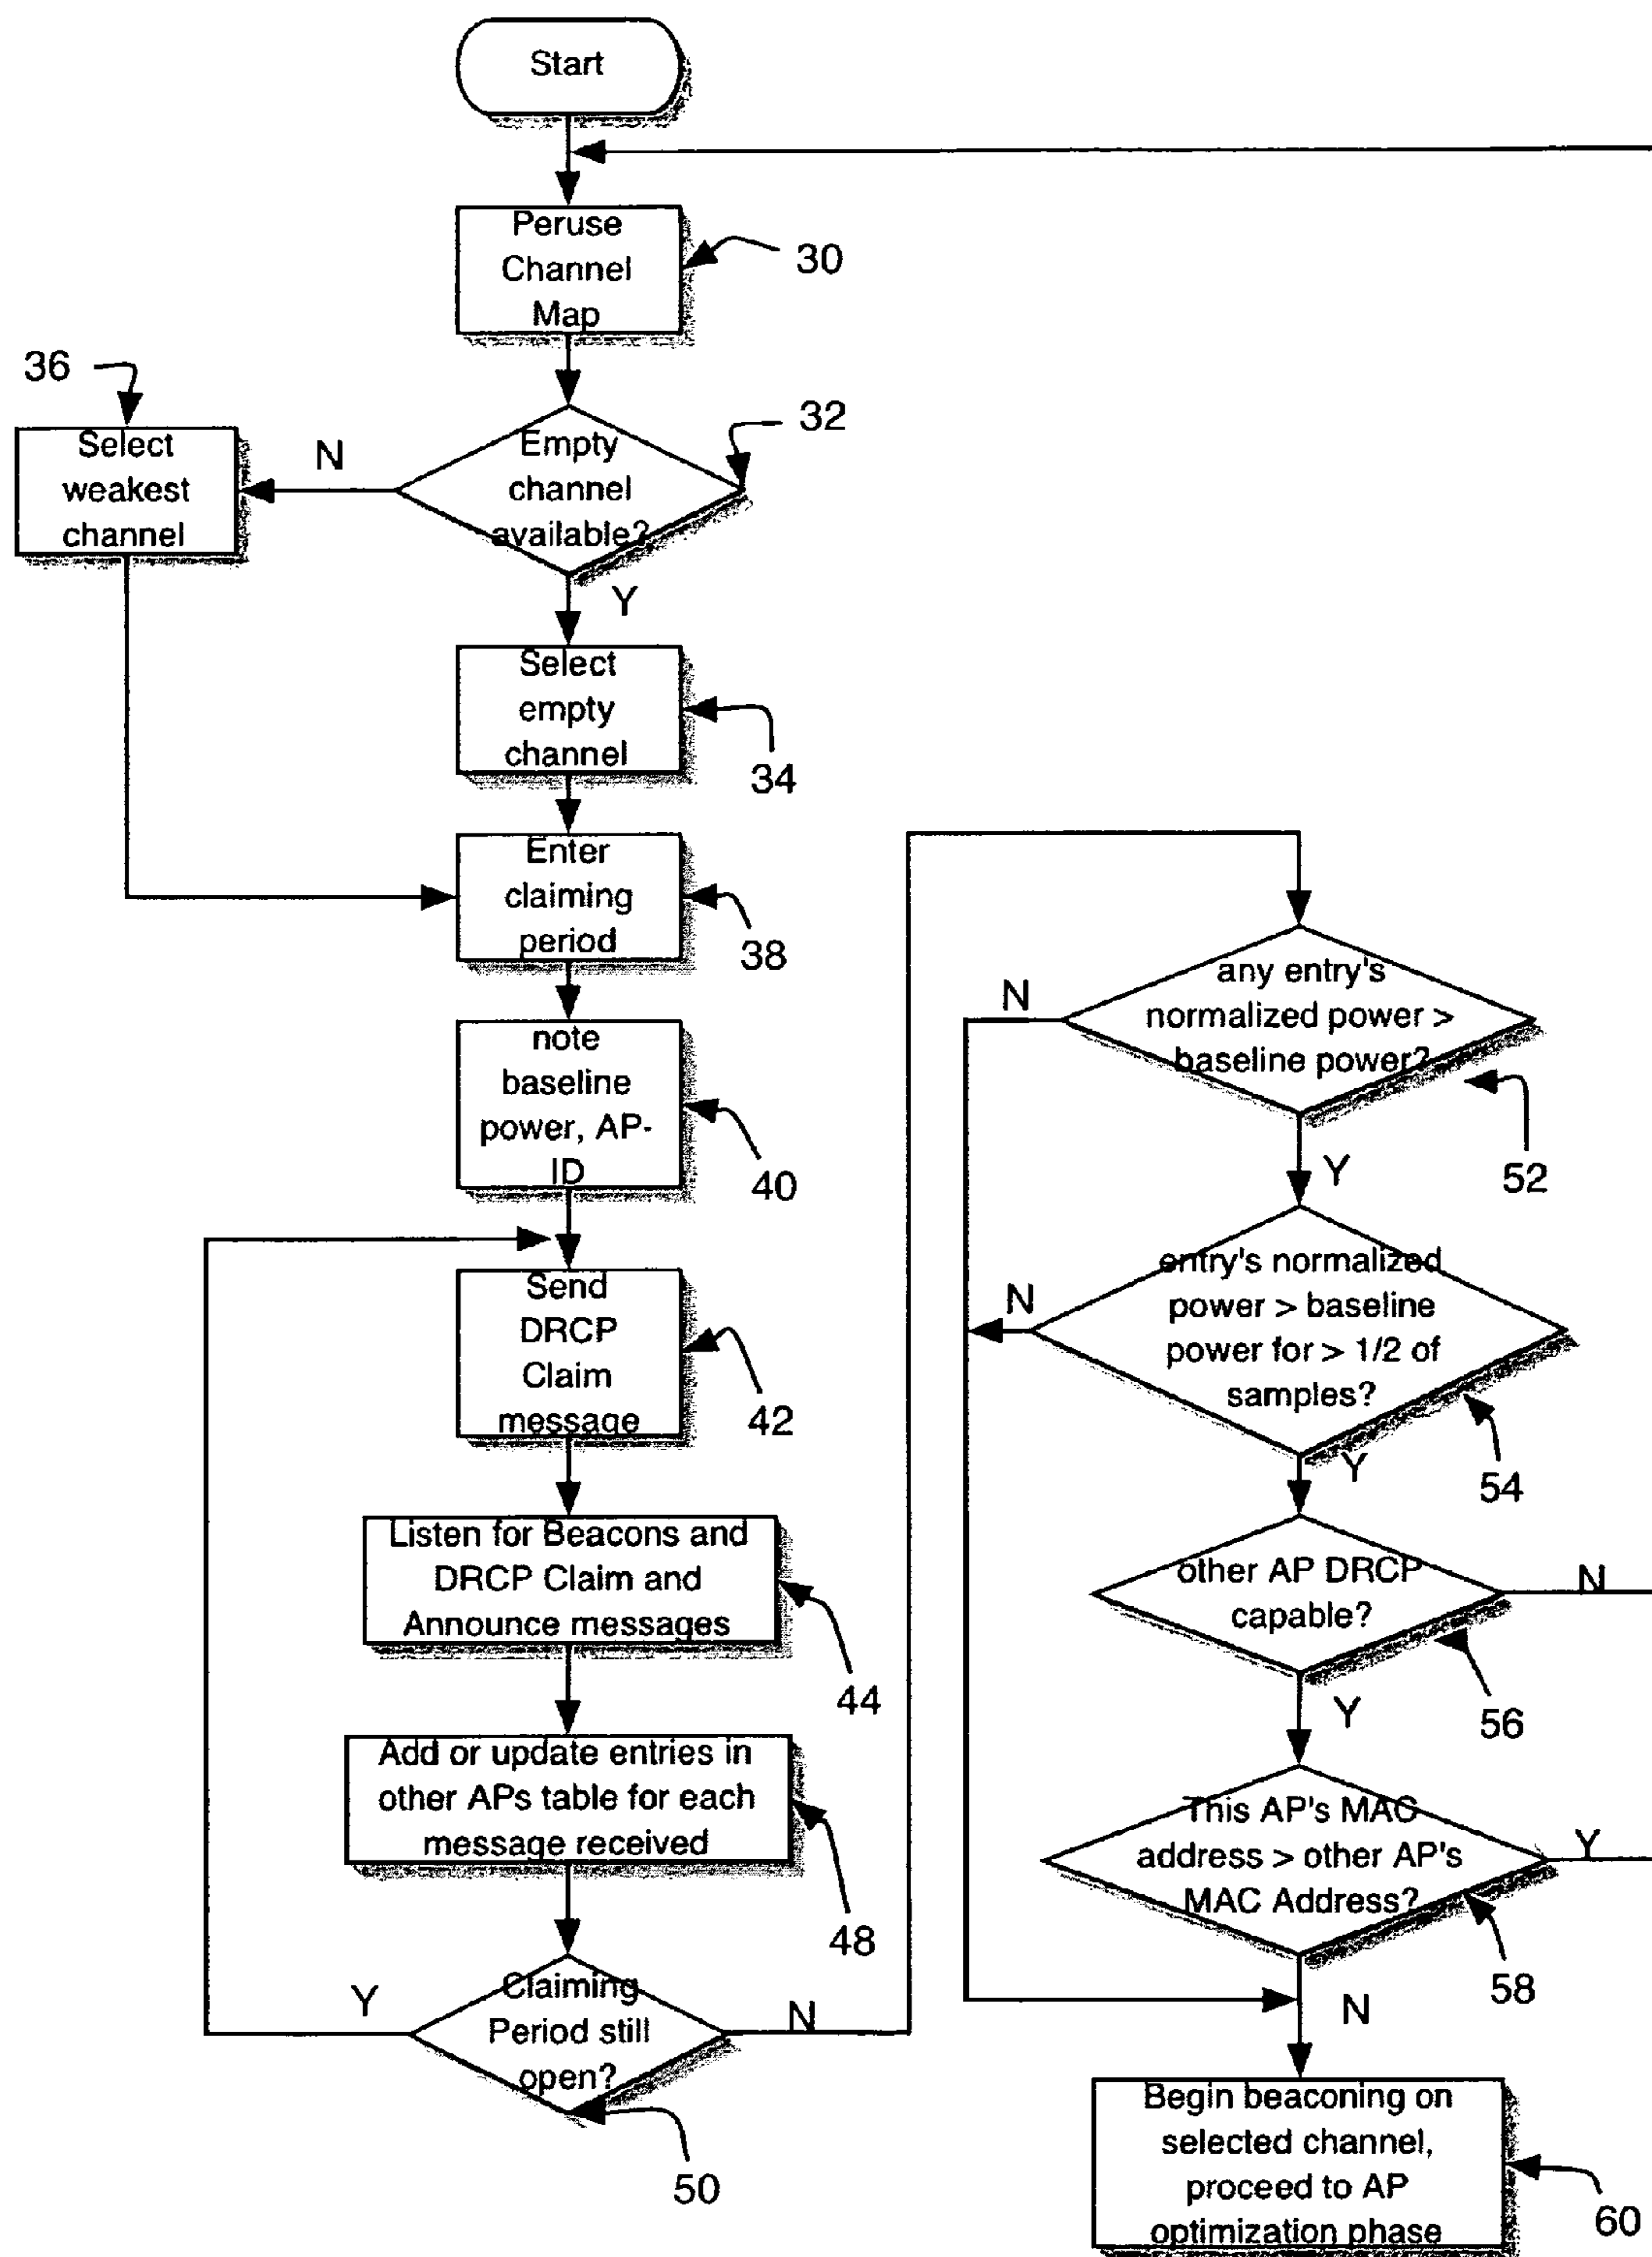 Start
Peruse
Channel
Map
30
36
Select
weakest
channel
N
Empty
channel
available?
32
Y
Select
empty
channel
34
Enter
claiming
period
38
note
baseline
power, AP-
ID
40
Send
DRCP
Claim
message
42
Listen for Beacons and
DRCP Claim and
Announce messages
44
Add or update entries in
other APs table for each
message received
48
Y
Claiming
Period still
open?
N
50
any entry's
normalized power >
baseline power?
N
52
Y
entry's normalized
power > baseline
power for > 1/2 of
samples?
N
54
Y
other AP DRCP
capable?
N
56
Y
This AP's MAC
address > other AP's
MAC Address?
Y
58
N
Begin beaconing on
selected channel,
proceed to AP
optimization phase
60